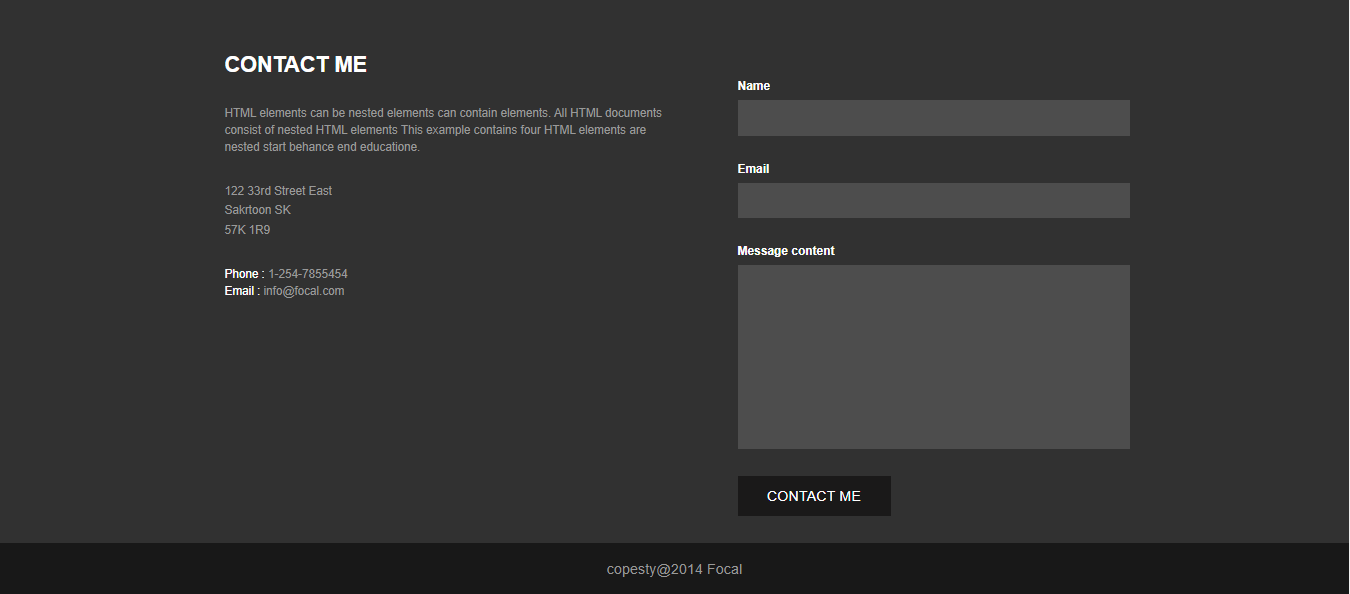 CONTACT ME
HTML elements can be nested elements can contain elements. All HTML documents
consist of nested HTML elements This example contains four HTML elements are
nested start behance end educatione.
122 33rd Street East
Sakrtoon SK
57K 1R9
Phone : 1-254-7855454
Email : info@focal.com
Name
Email
Message content
CONTACT ME
copesty@2014 Focal